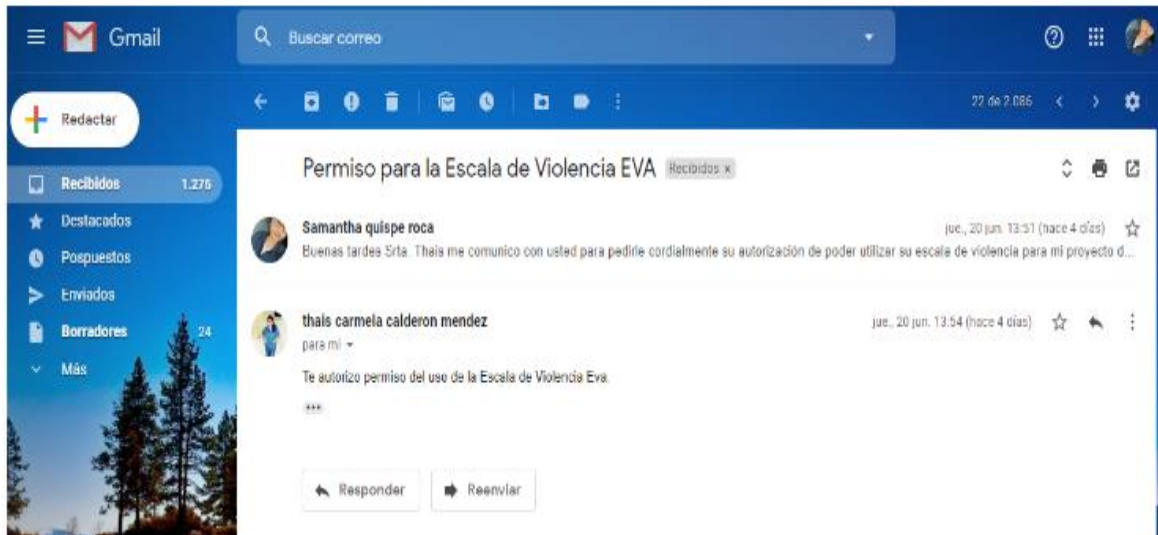 Gmail
Buscar correo
Redactar
22 de 2.086
Recibidos 1.275
Destacados
Pospuestos
Enviados
Borradores 24
Más
Permiso para la Escala de Violencia EVA Recibidos x
Samantha quispe roca jue., 20 jun. 13:51 (hace 4 días)
Buenas tardes Srta. Thais me comunico con usted para pedirle cordialmente su autorización de poder utilizar su escala de violencia para mi proyecto d...
thais carmela calderon mendez jue., 20 jun. 13:54 (hace 4 días)
para mí
Te autorizo permiso del uso de la Escala de Violencia Eva.
Responder Reenviar